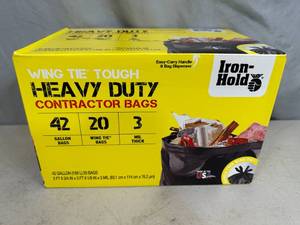 Easy-Carry Handle
& Bag Dispenser
Iron-
Hold
WING TIE TOUGH
HEAVY DUTY
CONTRACTOR BAGS
42
20
3
GALLON
BAGS
WING TIE
BAGS
MIL
THICK